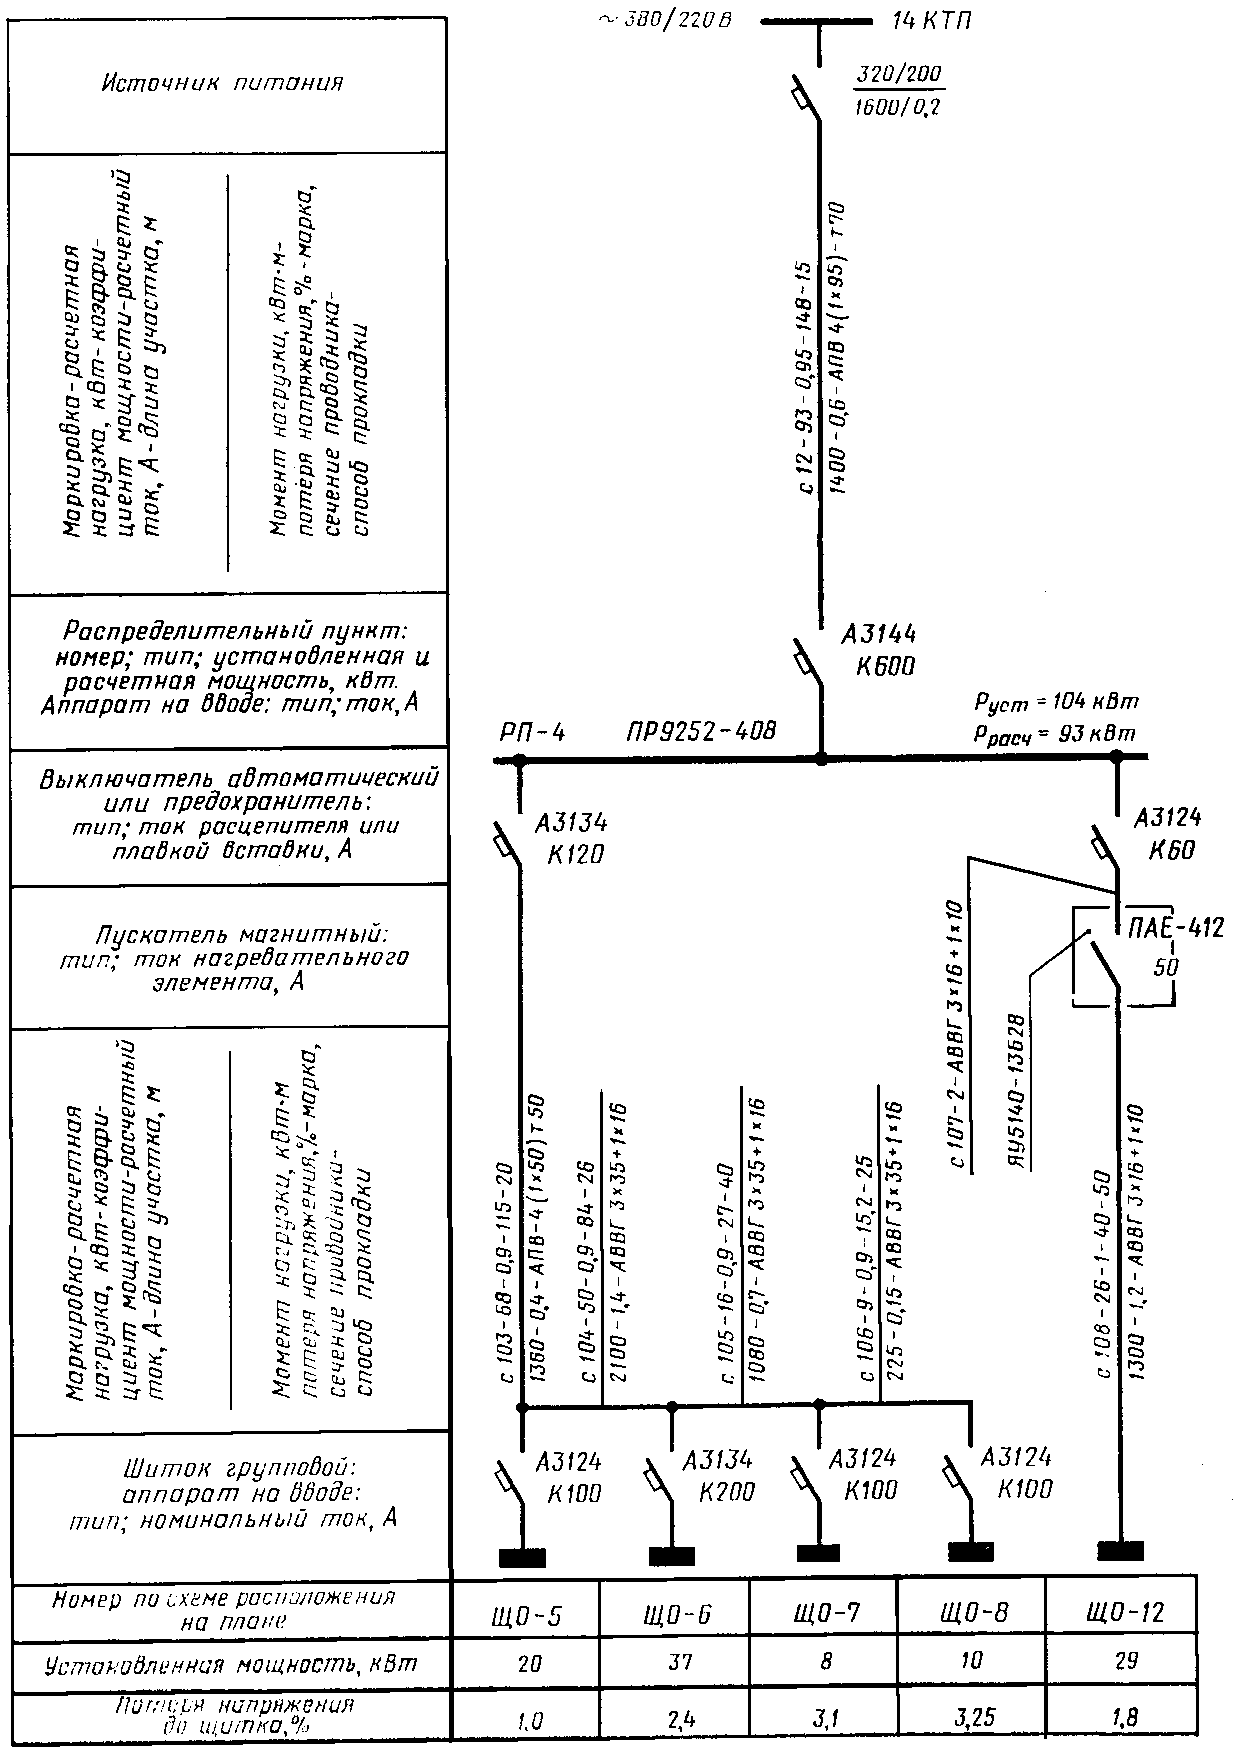 ~380/220В
14 КТП
Источник питания
320/200
1600/0,2
Маркировка-расчетная
нагрузка, кВт-коэффи-
циент мощности-расчетный
ток, А-длина участка, м
Момент нагрузки, кВт·м-
потеря напряжения,%-марка,
сечение проводника-
способ прокладки
с 12-93-0,95-148-15
1400-0,6-АПВ 4(1×95)-т70
Распределительный пункт:
номер; тип; установленная и
расчетная мощность, квт.
Аппарат на вводе: тип; ток, А
А3144
К600
РП-4
ПР9252-408
Руст = 104 кВт
Ррасч = 93 кВт
Выключатель автоматический
или предохранитель:
тип; ток расцепителя или
плавкой вставки, А
А3134
К120
А3124
К60
Пускатель магнитный:
тип; ток нагревательного
элемента, А
ПАЕ-412
50
с 107-2-АВВГ 3×16+1×10
ЯУ5140-13Б2В
Маркировка-расчетная
нагрузка, кВт-коэффи-
циент мощности-расчетный
ток, А-длина участка, м
Момент нагрузки, кВт·м
потеря напряжения,%-марка,
сечение проводника-
способ прокладки
с 103-68-0,9-115-20
1360-0,4-АПВ-4(1×50)т50
с 104-50-0,9-84-26
2100-1,4-АВВГ 3×35+1×16
с 105-16-0,9-27-40
1080-0,7-АВВГ 3×35+1×16
с 106-9-0,9-15,2-25
225-0,15-АВВГ 3×35+1×16
с 108-26-1-40-50
1300-1,2-АВВГ 3×16+1×10
Шиток групповой:
аппарат на вводе:
тип; номинальный ток, А
А3124
К100
А3134
К200
А3124
К100
А3124
К100
Номер по схеме расположения
на плане
ЩО-5 ЩО-6 ЩО-7 ЩО-8 ЩО-12
Установленная мощность, кВт
20 37 8 10 29
напряжения
до щитка,%
1,0 2,4 3,1 3,25 1,8